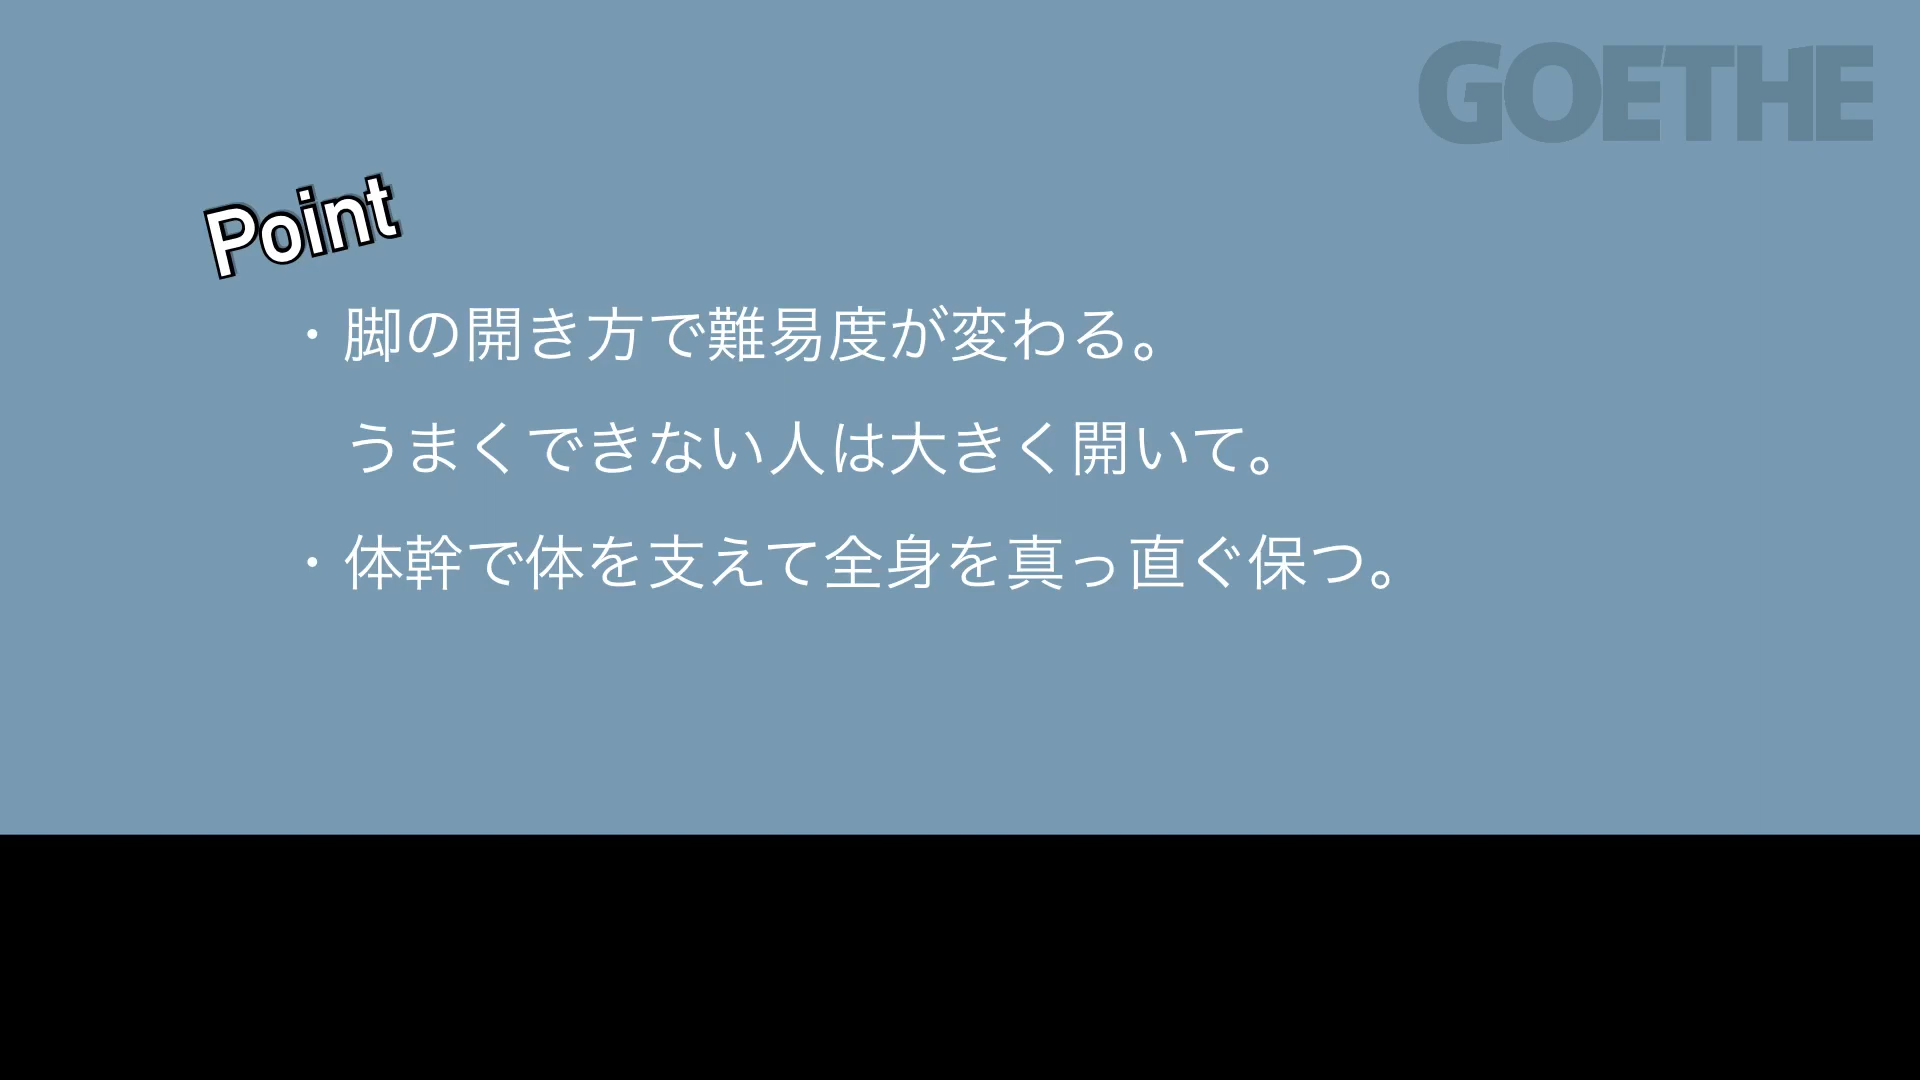 GOETHE
Point
・脚の開き方で難易度が変わる。
うまくできない人は大きく開いて。
・体幹で体を支えて全身を真っ直ぐ保つ。